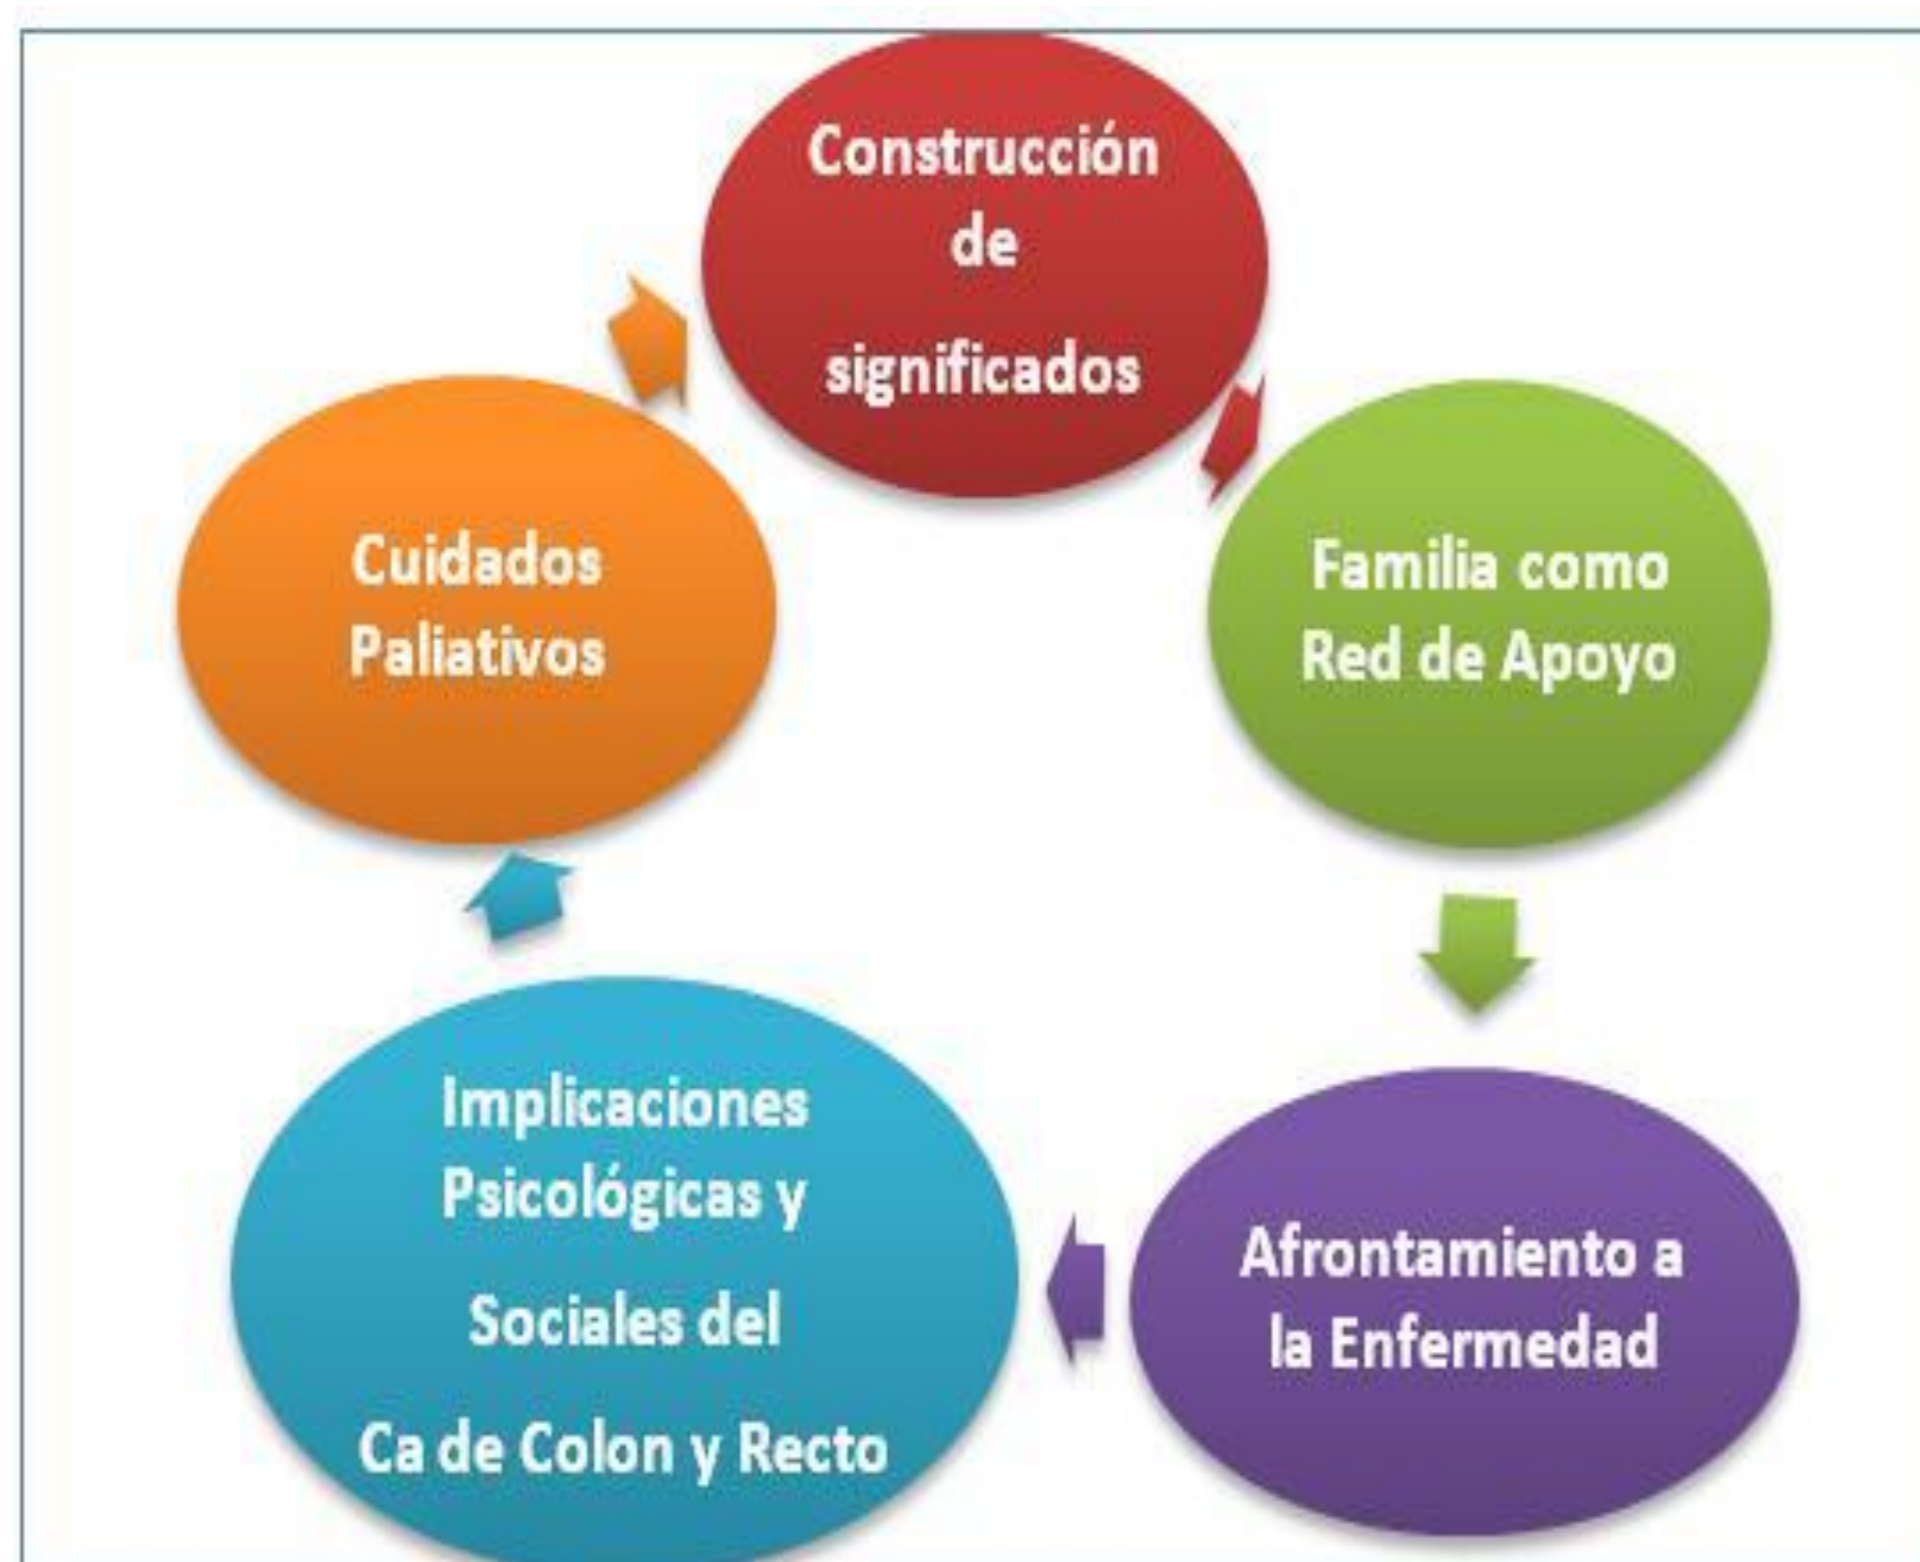 Construcción
de
significados
Familia como
Red de Apoyo
Afrontamiento a
la Enfermedad
Implicaciones
Psicológicas y
Sociales del
Ca de Colon y Recto
Cuidados
Paliativos